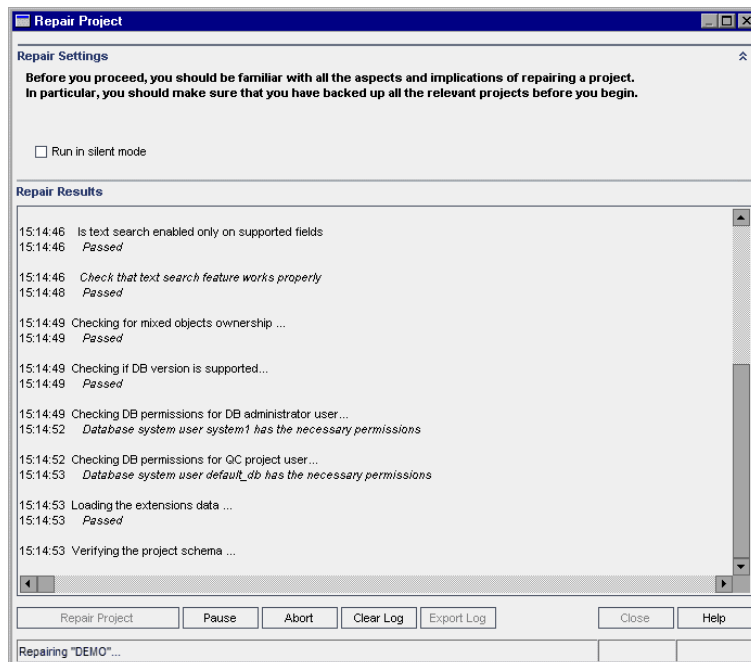 Repair Project
Repair Settings
Before you proceed, you should be familiar with all the aspects and implications of repairing a project.
In particular, you should make sure that you have backed up all the relevant projects before you begin.
Run in silent mode
Repair Results
15:14:46 Is text search enabled only on supported fields
15:14:46 Passed
15:14:46 Check that text search feature works properly
15:14:48 Passed
15:14:49 Checking for mixed objects ownership ...
15:14:49 Passed
15:14:49 Checking if DB version is supported...
15:14:49 Passed
15:14:49 Checking DB permissions for DB administrator user...
15:14:52 Database system user system1 has the necessary permissions
15:14:52 Checking DB permissions for QC project user...
15:14:53 Database system user default_db has the necessary permissions
15:14:53 Loading the extensions data ...
15:14:53 Passed
15:14:53 Verifying the project schema ...
Repair Project Pause Abort Clear Log Export Log Close Help
Repairing "DEMO"...